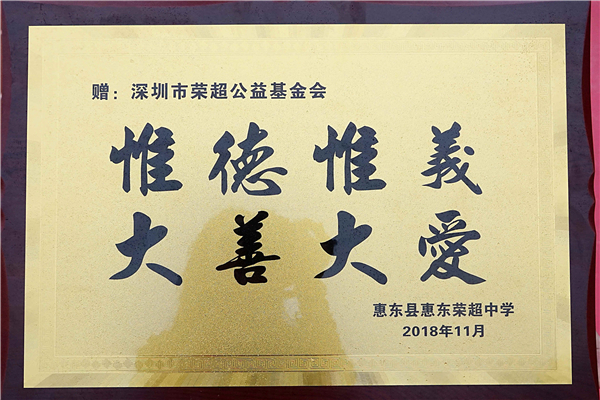 赠：深圳市荣超公益基金会
惟德惟義
大善大愛
惠东县惠东荣超中学
2018年11月